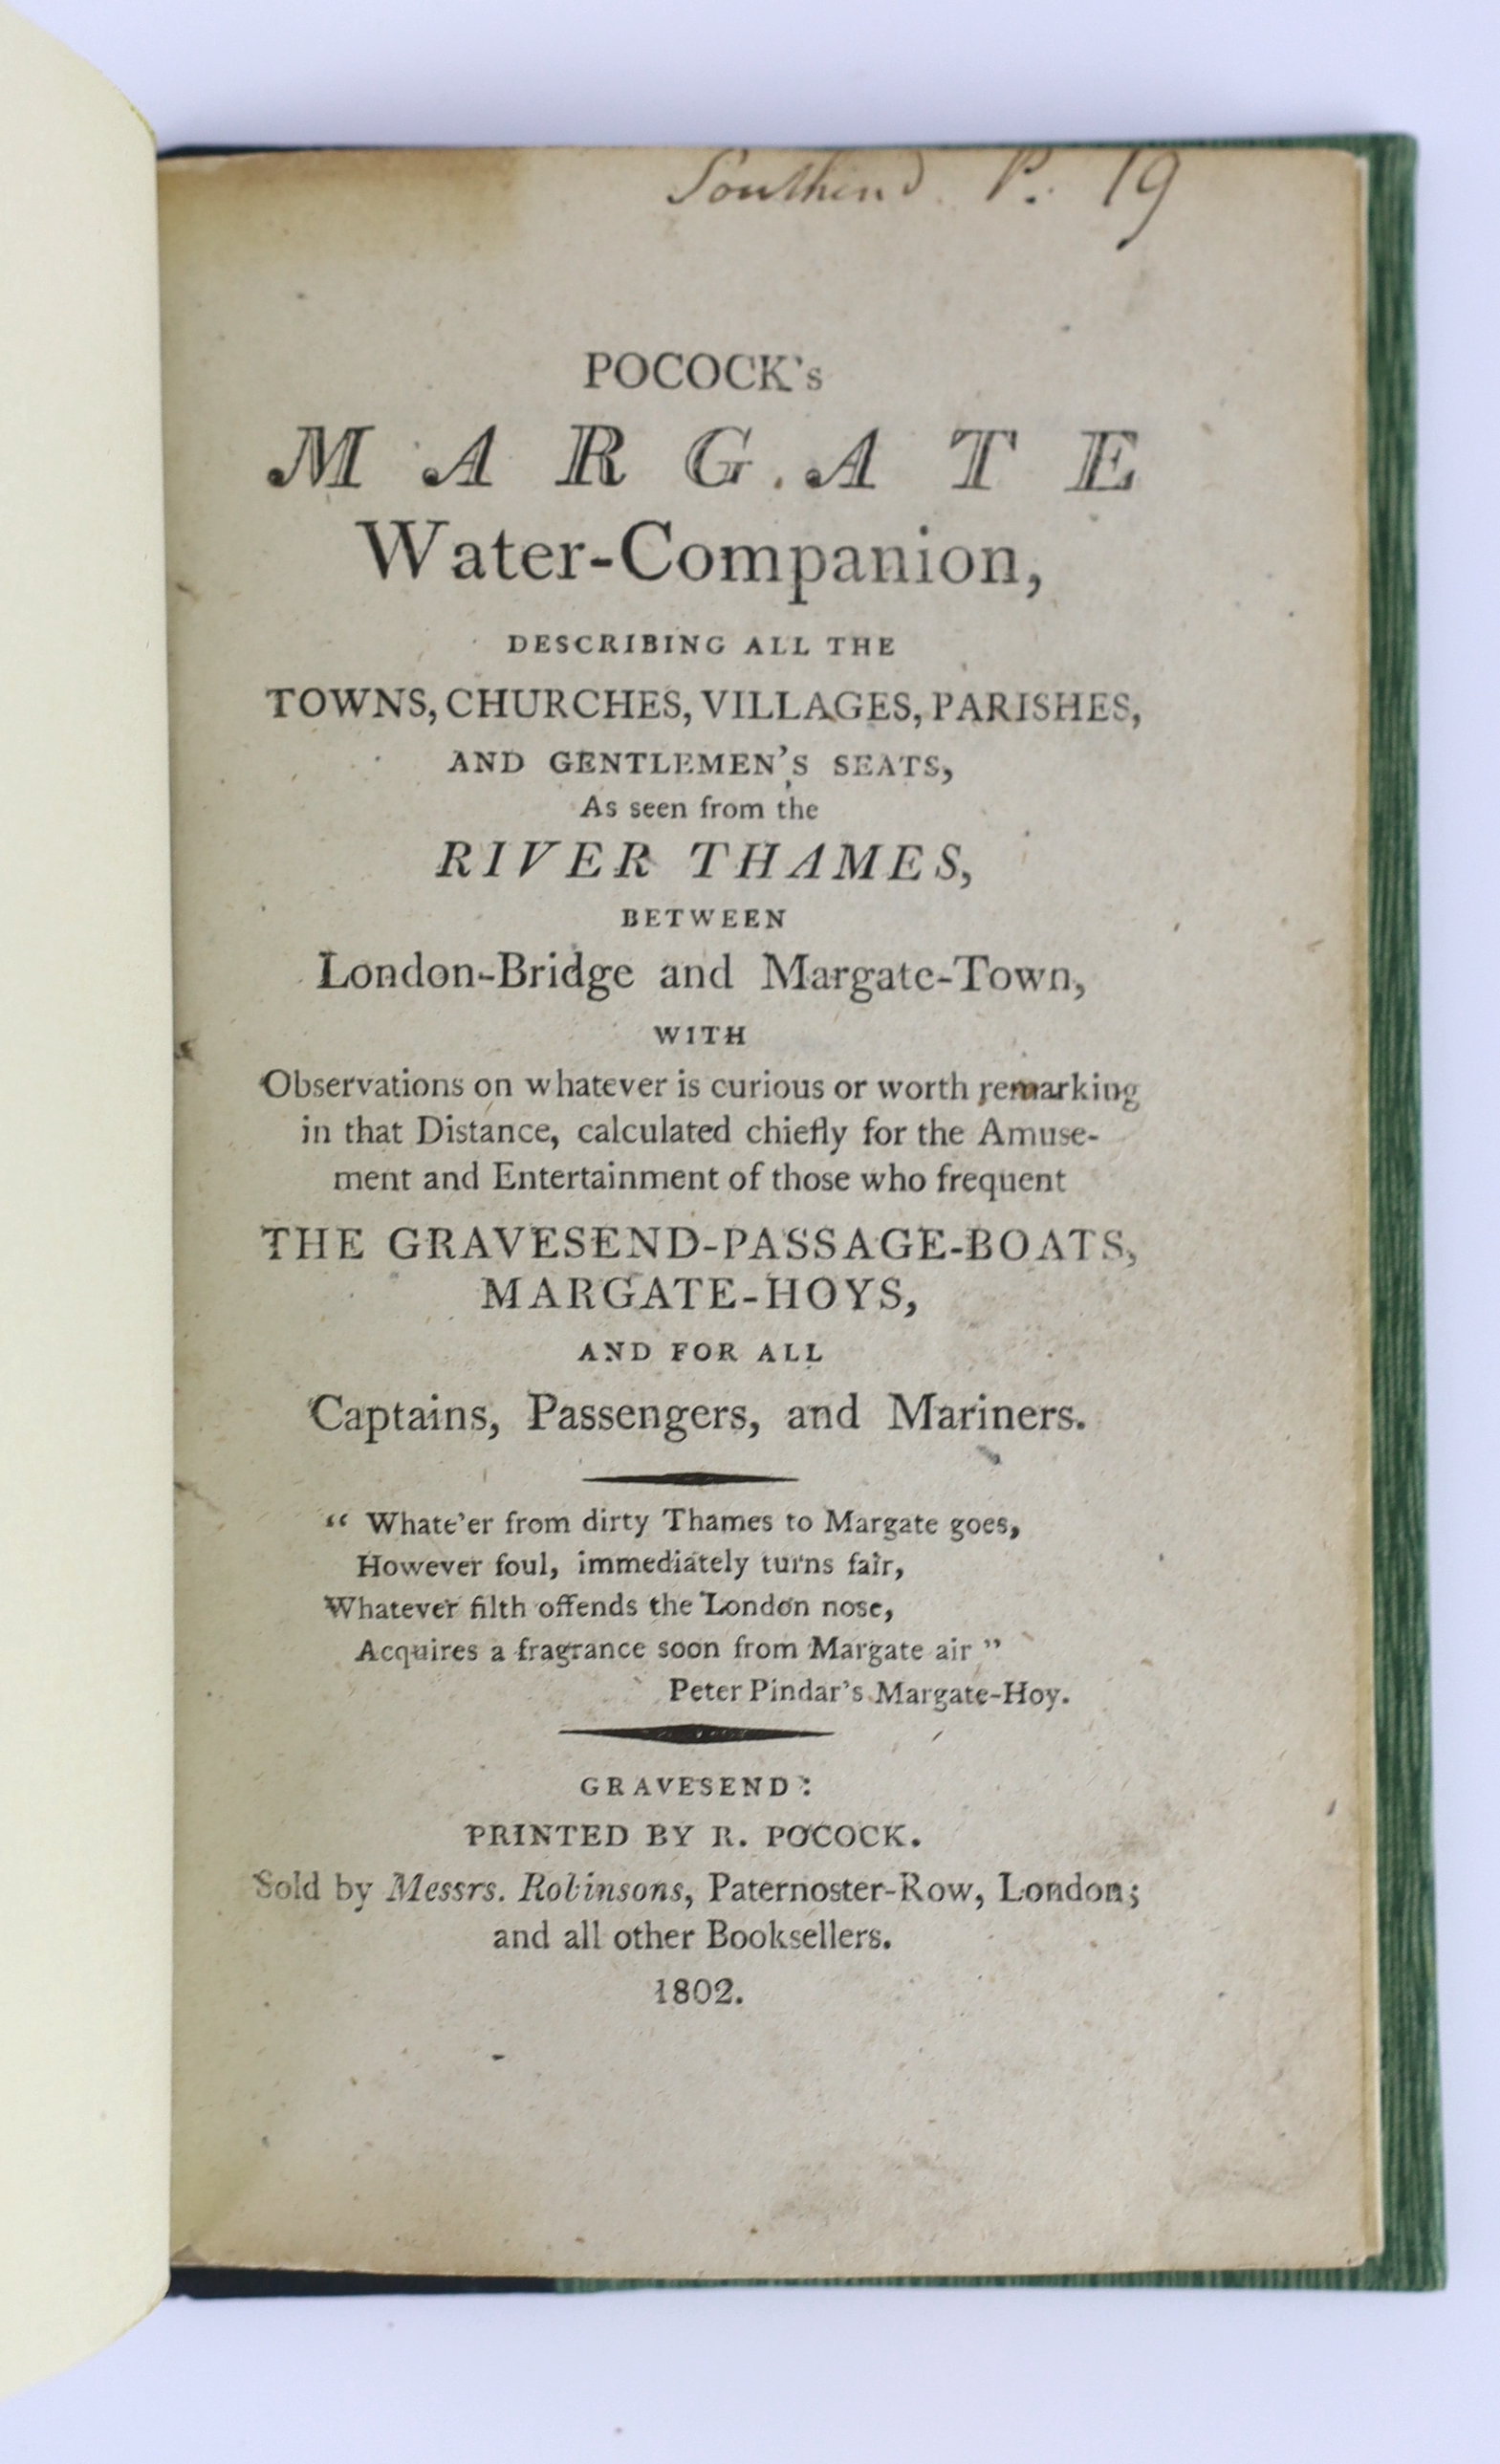 Southend. P. 19
POCOCK's
MARGATE
Water-Companion,
DESCRIBING ALL THE
TOWNS, CHURCHES, VILLAGES, PARISHES,
AND GENTLEMEN'S SEATS,
As seen from the
RIVER THAMES,
BETWEEN
London-Bridge and Margate-Town,
WITH
Observations on whatever is curious or worth remarking
in that Distance, calculated chiefly for the Amuse-
ment and Entertainment of those who frequent
THE GRAVESEND-PASSAGE-BOATS,
MARGATE-HOYS,
AND FOR ALL
Captains, Passengers, and Mariners.
“ Whate'er from dirty Thames to Margate goes,
However foul, immediately turns fair,
Whatever filth offends the London nose,
Acquires a fragrance soon from Margate air ”
Peter Pindar's Margate-Hoy.
GRAVESEND:
PRINTED BY R. POCOCK.
Sold by Messrs. Robinsons, Paternoster-Row, London;
and all other Booksellers.
1802.